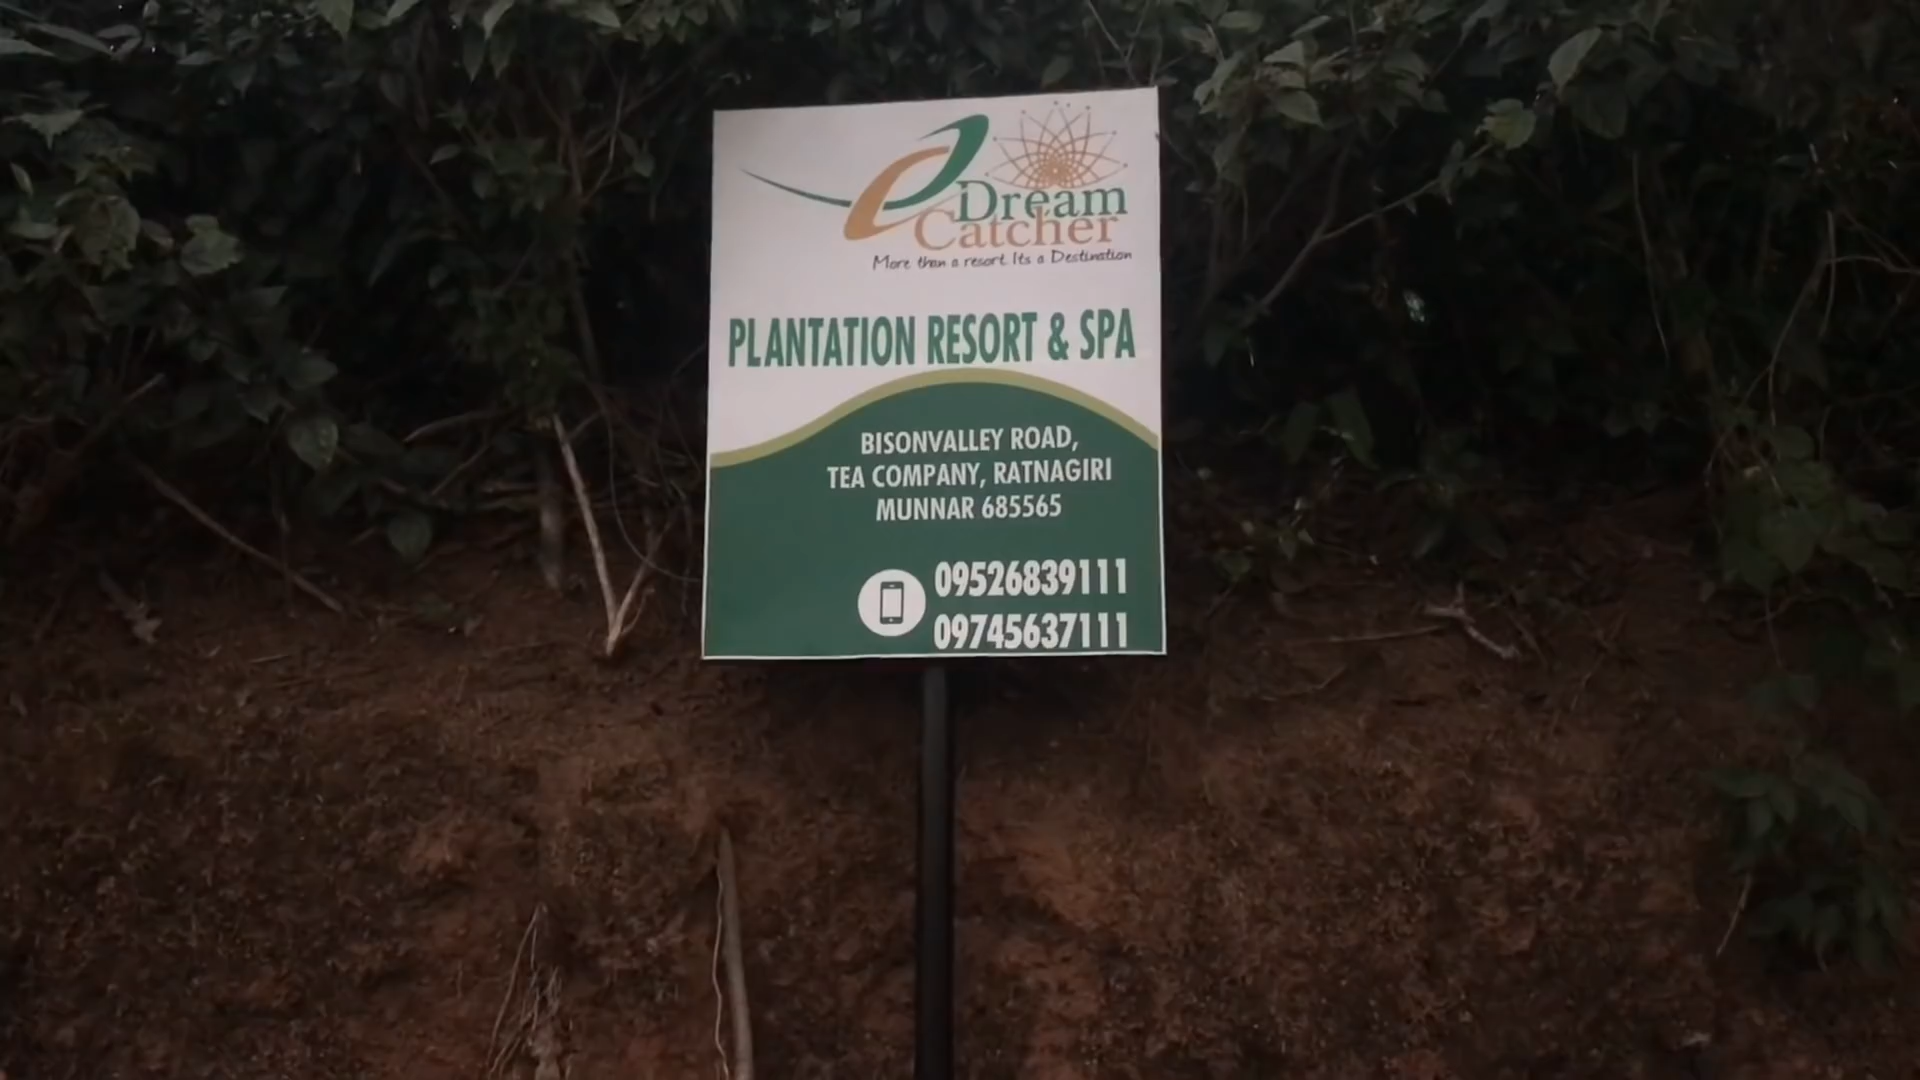 Dream
Catcher
More than a resort. Its a Destination
PLANTATION RESORT & SPA
BISONVALLEY ROAD,
TEA COMPANY, RATNAGIRI
MUNNAR 685565
09526839111
09745637111